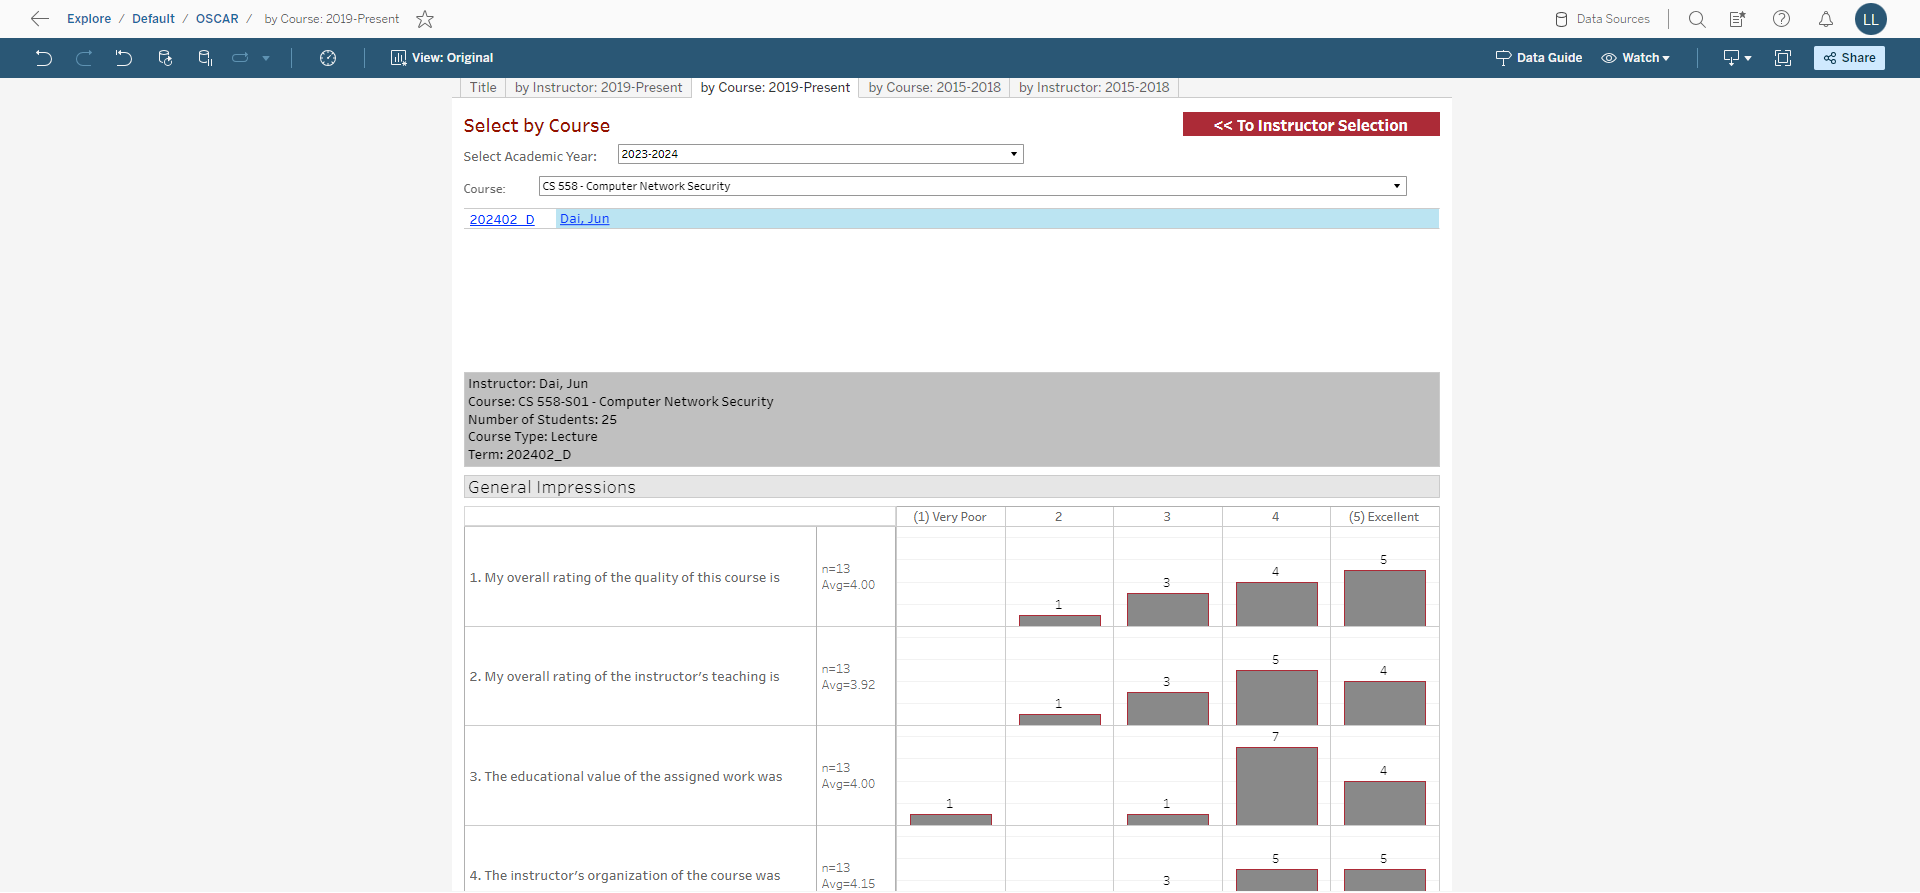 Explore / Default / OSCAR / by Course: 2019-Present
Data Sources
LL
View: Original
Data Guide
Watch
Share
Title
by Instructor: 2019-Present
by Course: 2019-Present
by Course: 2015-2018
by Instructor: 2015-2018
Select by Course
<< To Instructor Selection
Select Academic Year:
2023-2024
Course:
CS 558 - Computer Network Security
202402_D
Dai, Jun
Instructor: Dai, Jun
Course: CS 558-S01 - Computer Network Security
Number of Students: 25
Course Type: Lecture
Term: 202402_D
General Impressions
(1) Very Poor
2
3
4
(5) Excellent
1. My overall rating of the quality of this course is
n=13
Avg=4.00
1
3
4
5
2. My overall rating of the instructor's teaching is
n=13
Avg=3.92
1
3
5
4
3. The educational value of the assigned work was
n=13
Avg=4.00
1
1
7
4
4. The instructor's organization of the course was
n=13
Avg=4.15
3
5
5